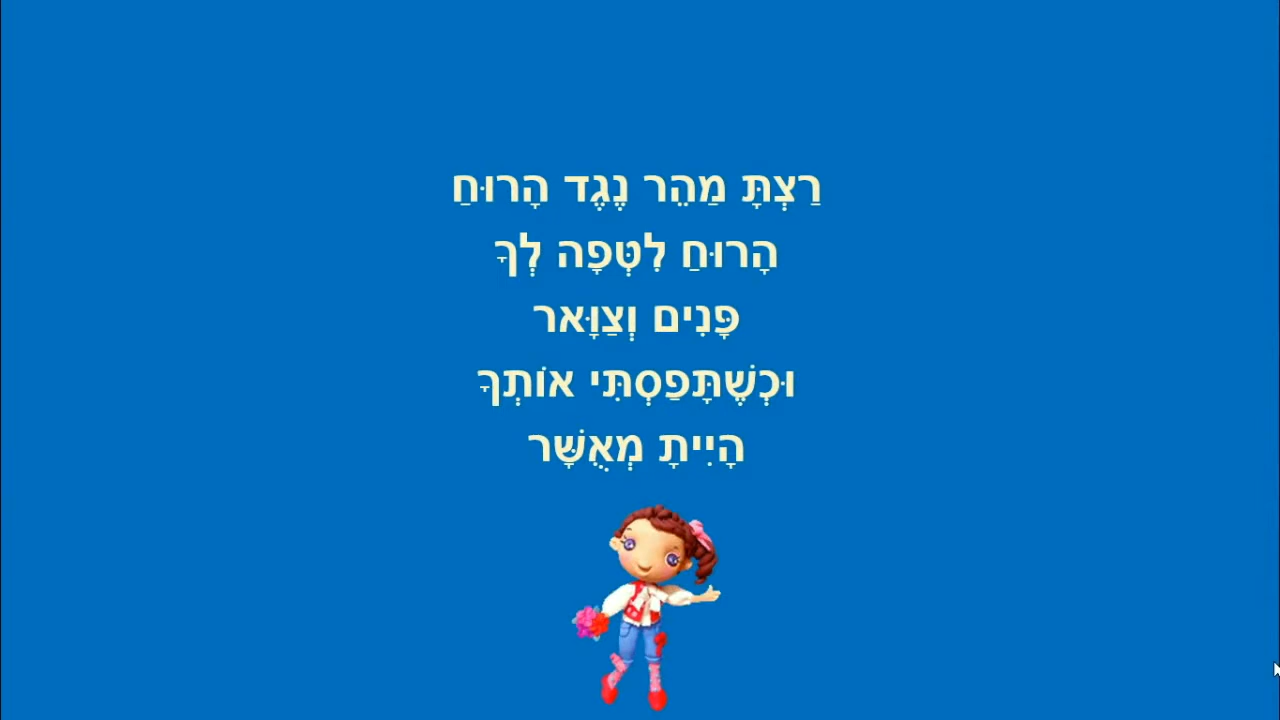 רַצְתָּ מַהֵר נֶגֶד הָרוּחַ
הָרוּחַ לִטְּפָה לְךָ
פָּנִים וְצַוָּאר
וּכְשֶׁתָּפַסְתִּי אוֹתְךָ
הָיִיתָ מְאֻשָּׁר